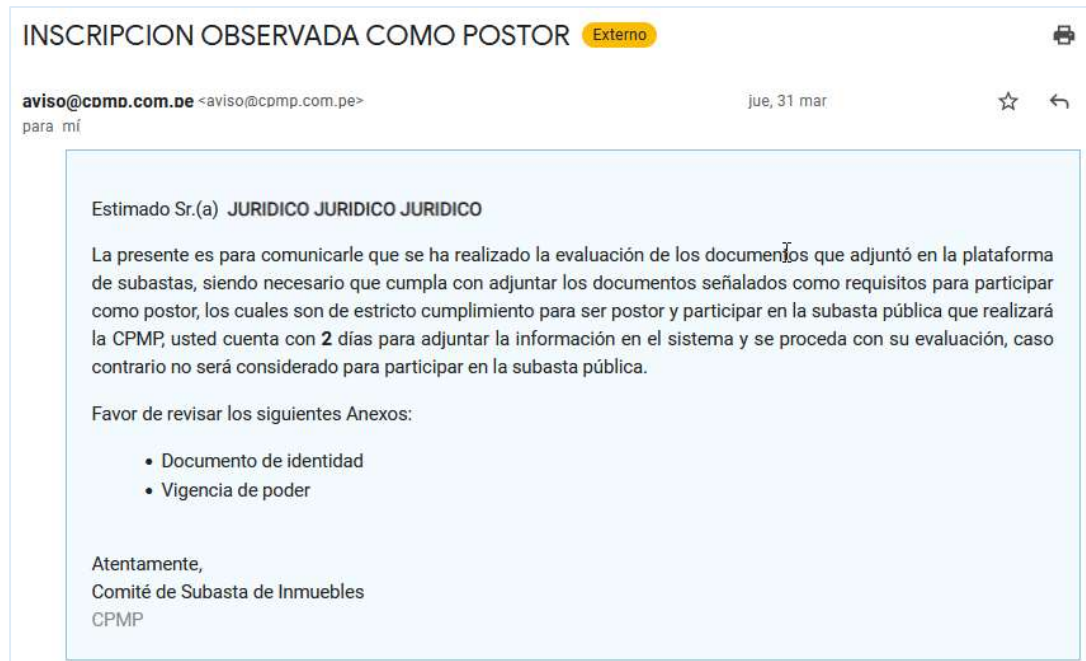 INSCRIPCION OBSERVADA COMO POSTOR Externo
aviso@cpmp.com.pe <aviso@cpmp.com.pe> jue, 31 mar
para mí
Estimado Sr.(a) JURIDICO JURIDICO JURIDICO
La presente es para comunicarle que se ha realizado la evaluación de los documentos que adjuntó en la plataforma
de subastas, siendo necesario que cumpla con adjuntar los documentos señalados como requisitos para participar
como postor, los cuales son de estricto cumplimiento para ser postor y participar en la subasta pública que realizará
la CPMP, usted cuenta con 2 días para adjuntar la información en el sistema y se proceda con su evaluación, caso
contrario no será considerado para participar en la subasta pública.
Favor de revisar los siguientes Anexos:
• Documento de identidad
• Vigencia de poder
Atentamente,
Comité de Subasta de Inmuebles
CPMP